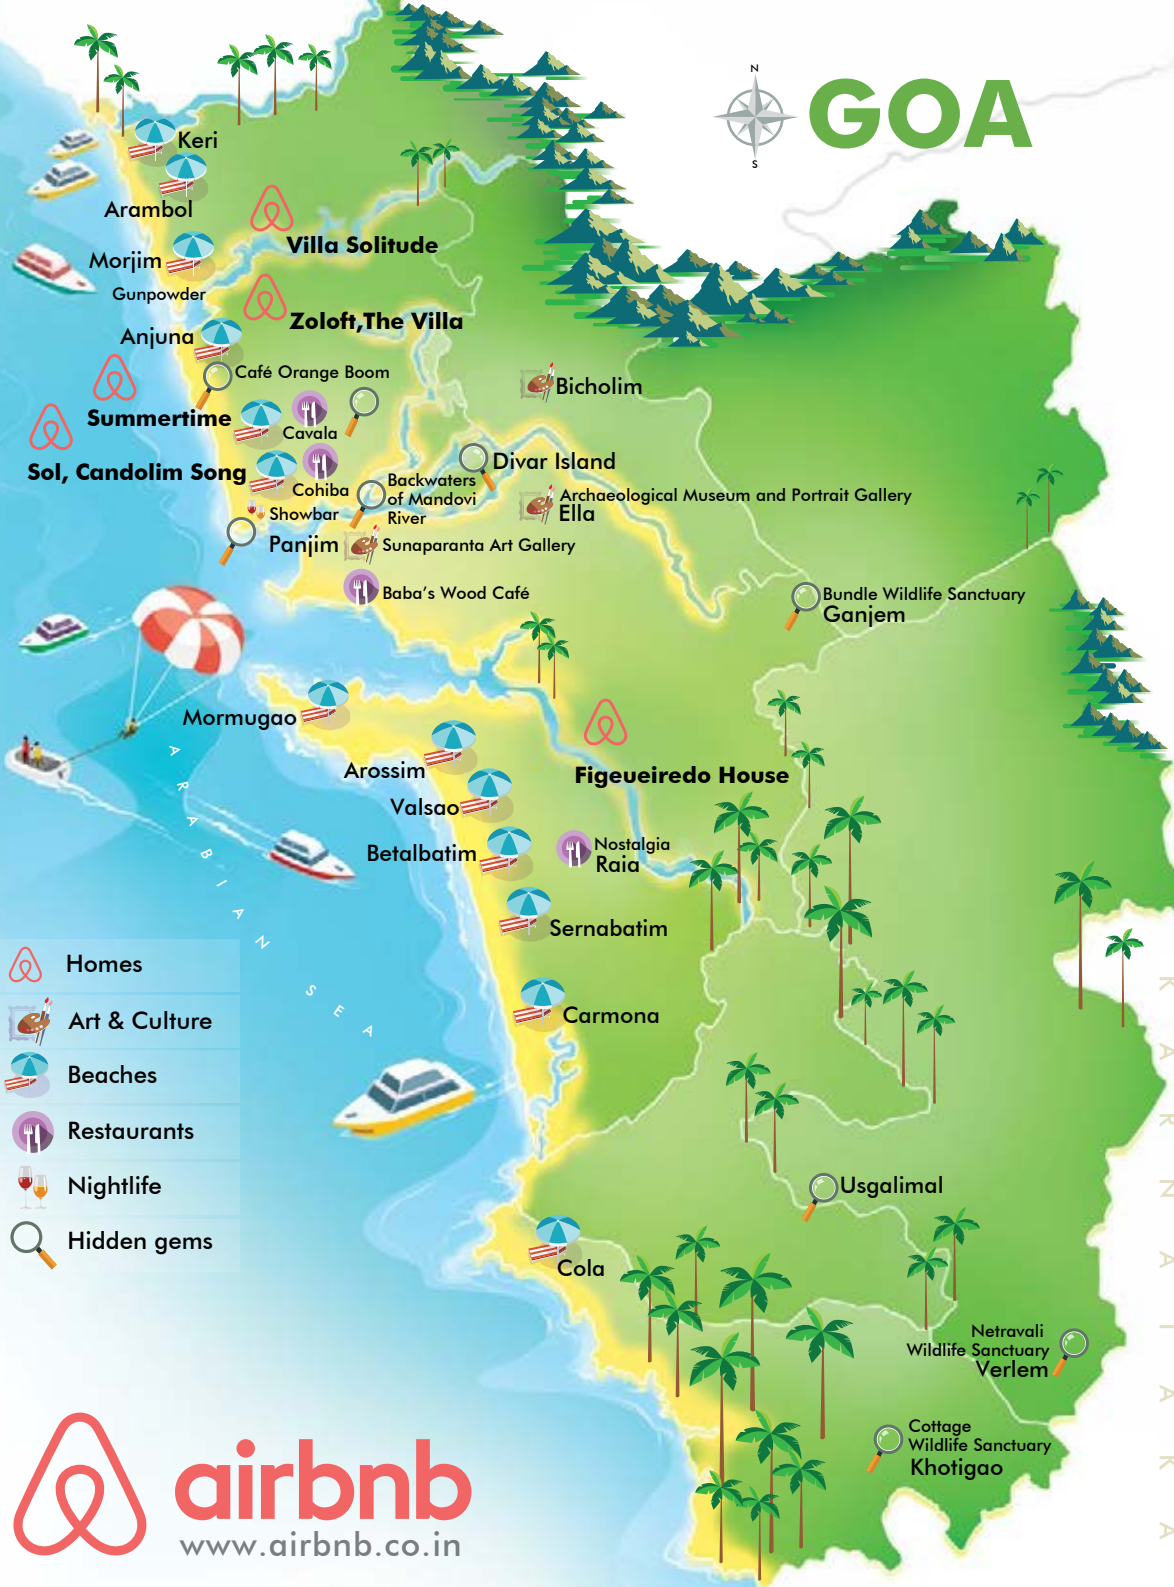 N
GOA
S
Keri
Arambol
Villa Solitude
Morjim
Gunpowder
Zoloft,The Villa
Anjuna
Café Orange Boom
Bicholim
Summertime
Cavala
Divar Island
Sol, Candolim Song
Cohiba
Backwaters
of Mandovi
River
Archaeological Museum and Portrait Gallery
Ella
Showbar
Panjim
Sunaparanta Art Gallery
Baba's Wood Café
Bundle Wildlife Sanctuary
Ganjem
Mormugao
Arossim
Figeueiredo House
Valsao
Betalbatim
Nostalgia
Raia
Sernabatim
ARABIAN SEA
Carmona
KARNATAKA
Homes
Art & Culture
Beaches
Restaurants
Nightlife
Hidden gems
Usgalimal
Cola
Netravali
Wildlife Sanctuary
Verlem
Cottage
Wildlife Sanctuary
Khotigao
airbnb
www.airbnb.co.in